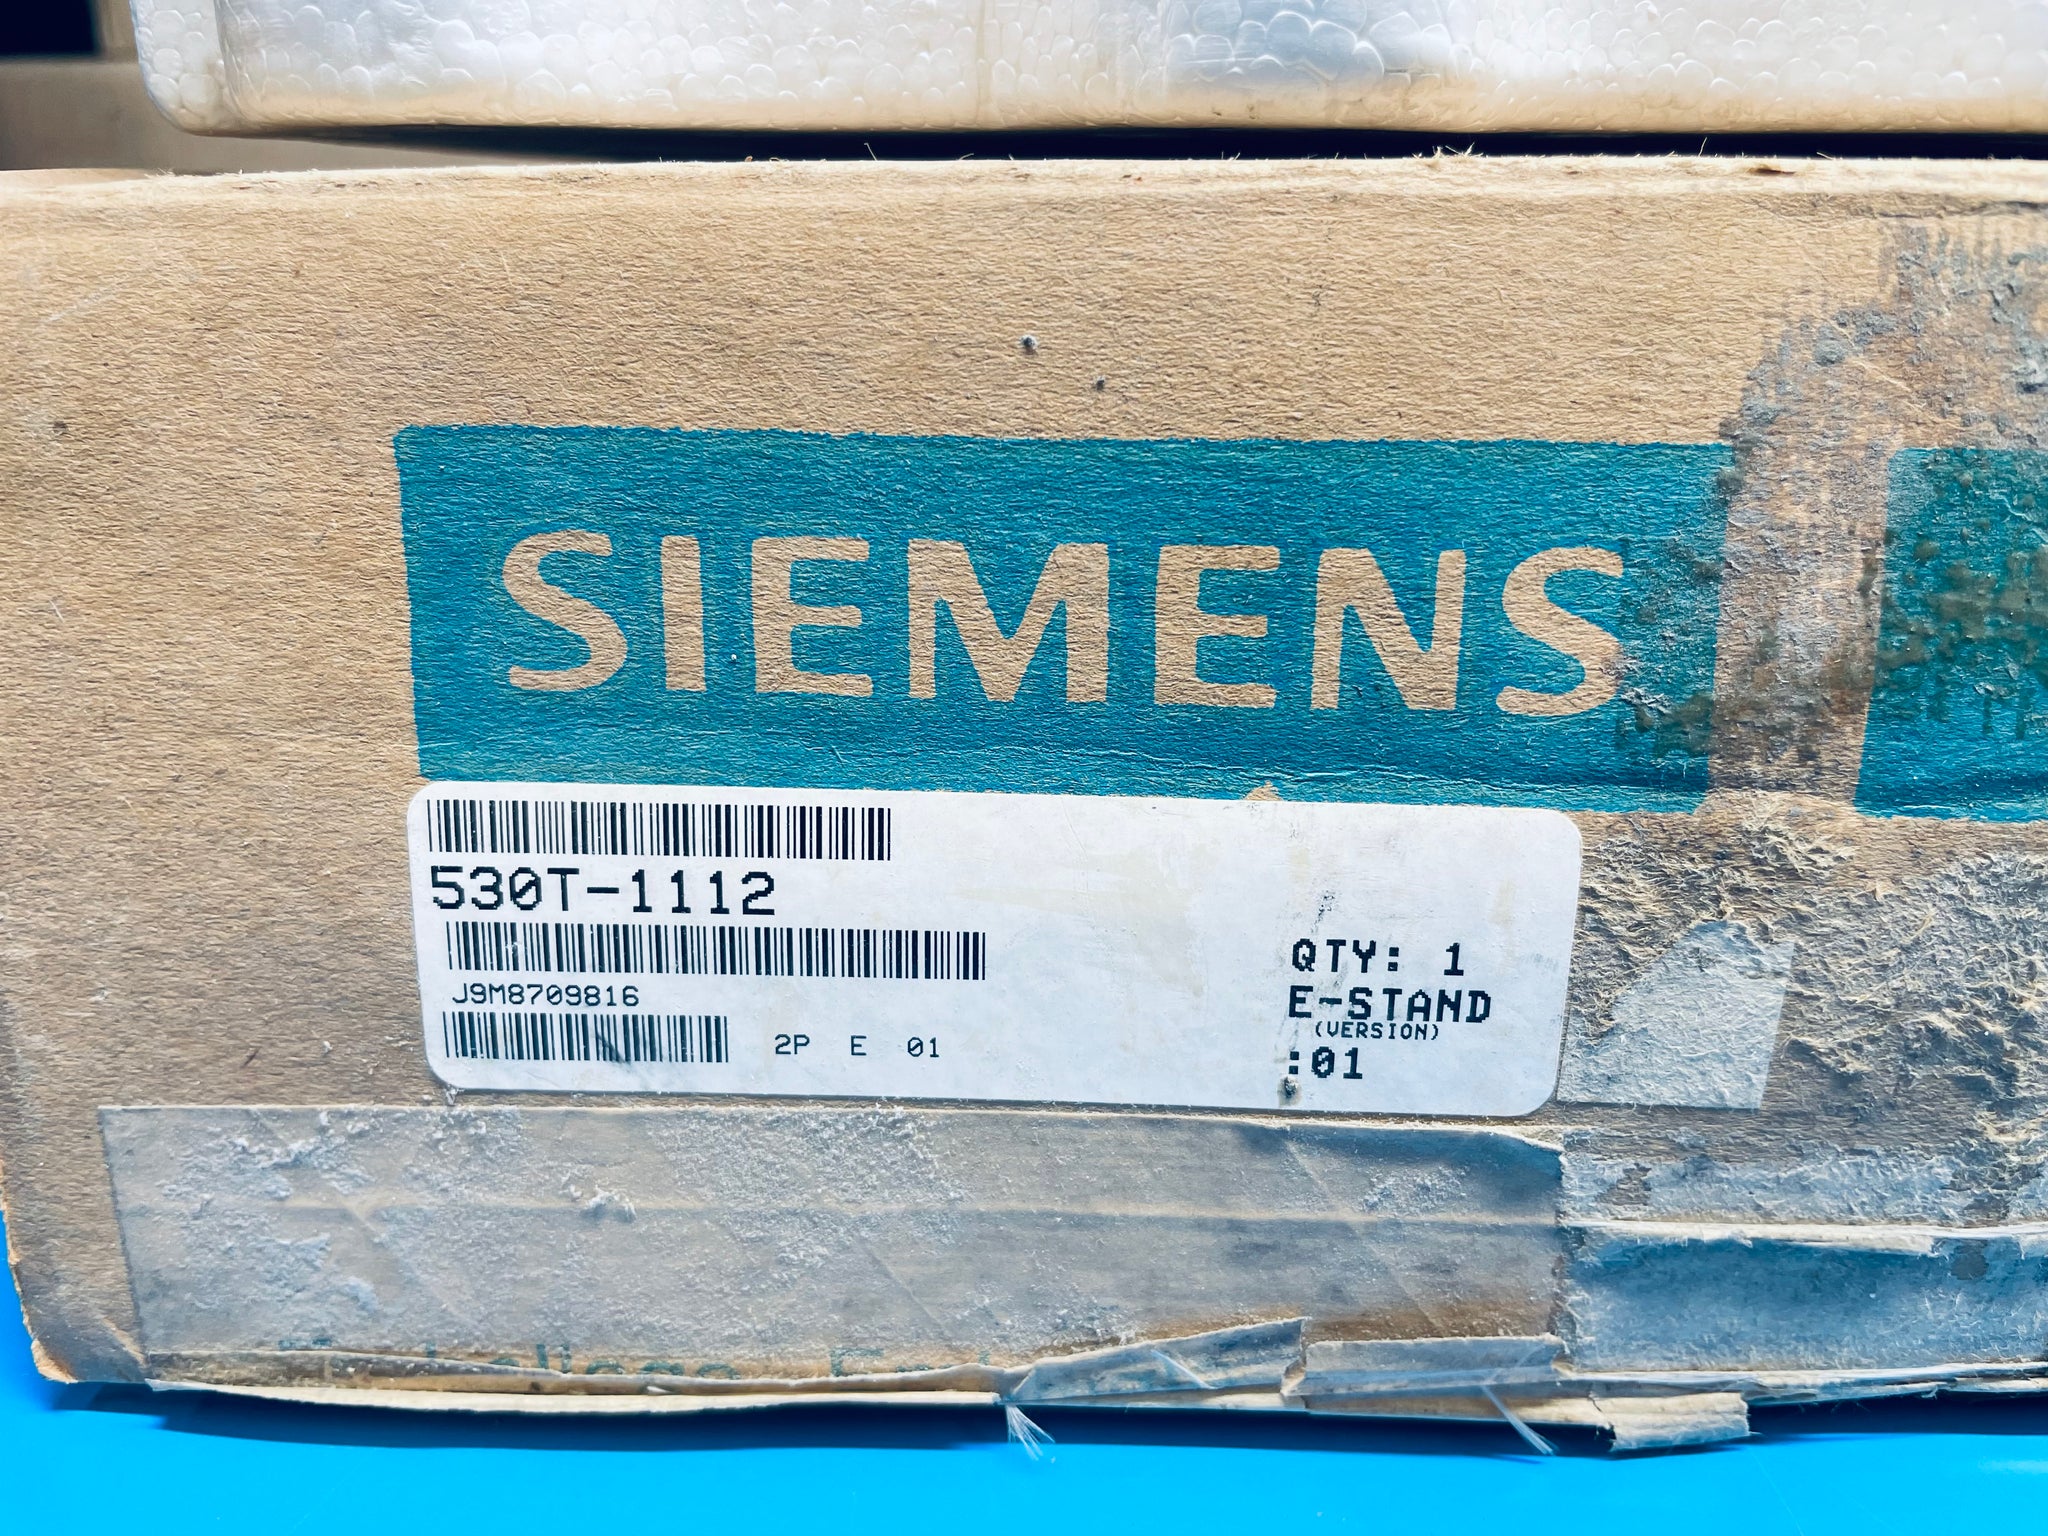 SIEMENS
530T-1112
J9M8709816
2P E 01
QTY: 1
E-STAND
(VERSION)
:01